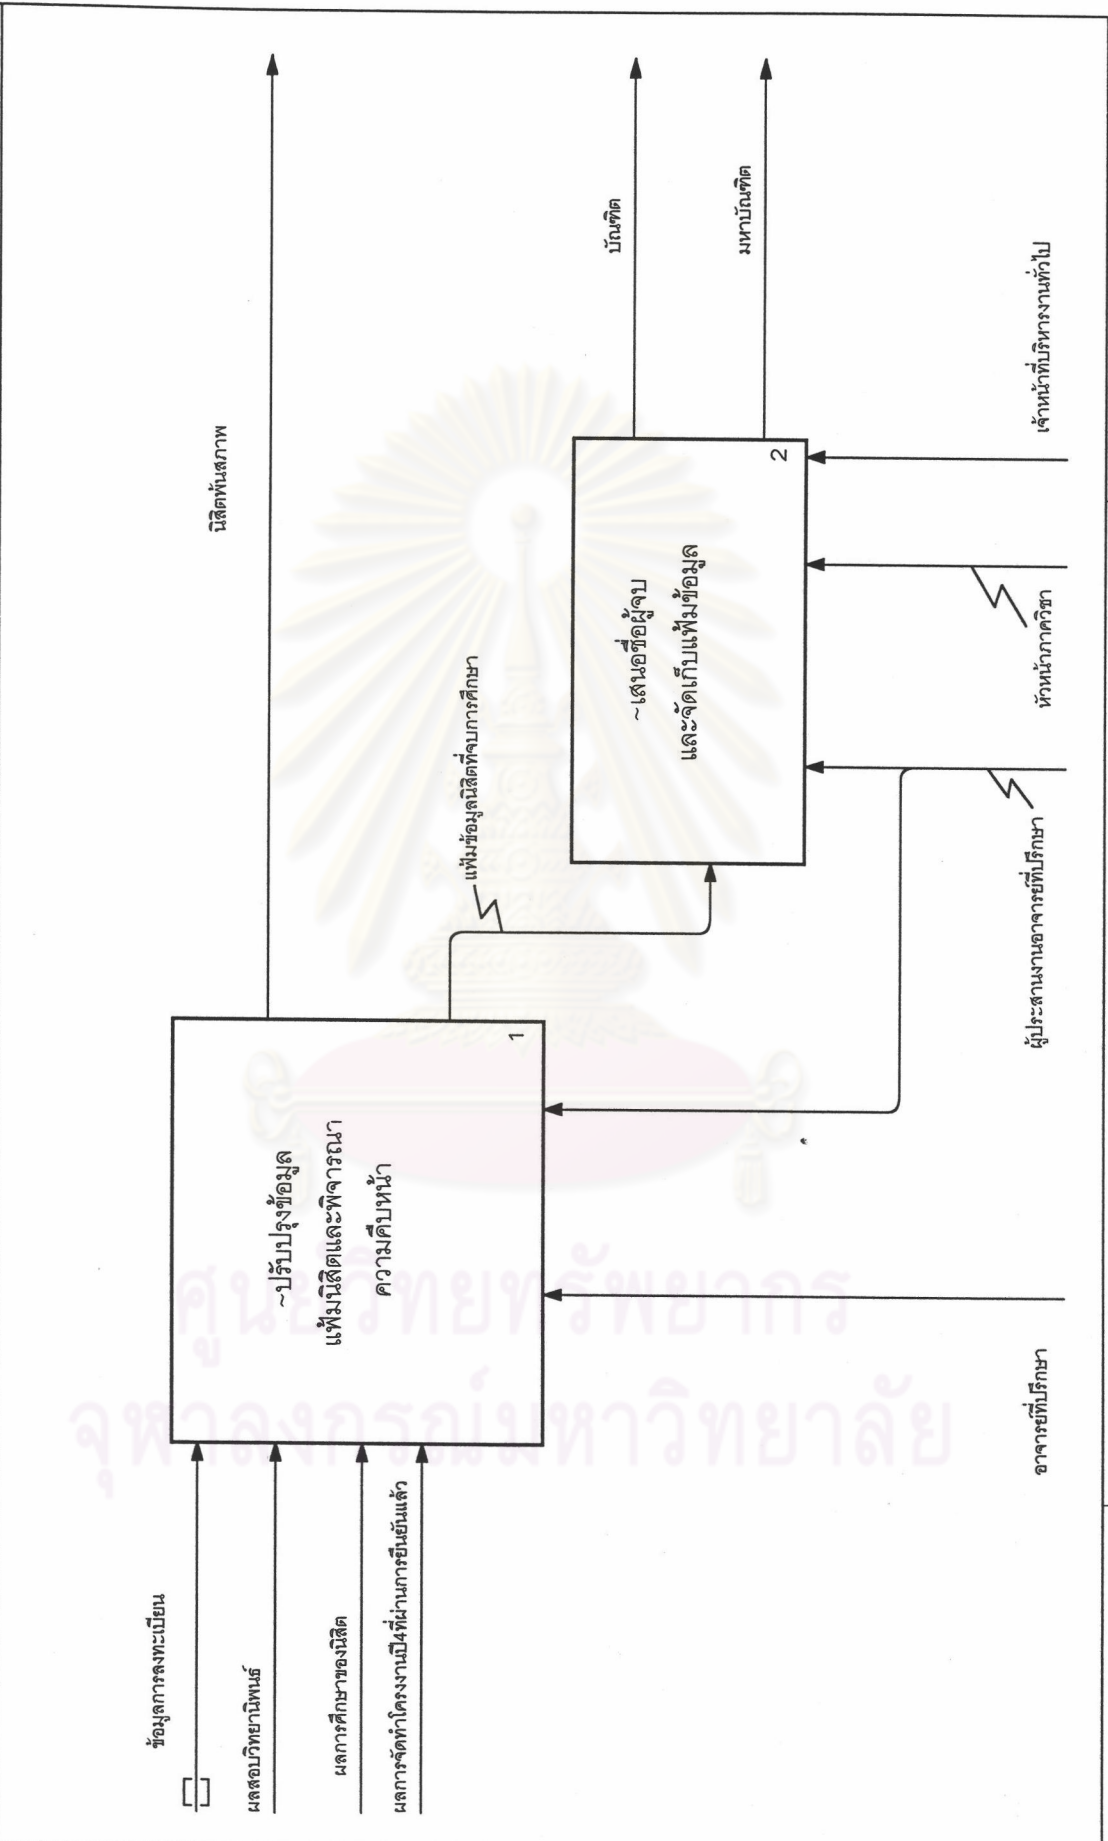 ข้อมูลการลงทะเบียน
ผลสอบวิทยานิพนธ์
ผลการศึกษาของนิสิต
ผลการจัดทำโครงงานปี4ที่ผ่านการยืนยันแล้ว
~ปรับปรุงข้อมูล
แฟ้มนิสิตและพิจารณา
ความคืบหน้า
1
นิสิตพ้นสภาพ
แฟ้มข้อมูลนิสิตที่จบการศึกษา
~เสนอชื่อผู้จบ
และจัดเก็บแฟ้มข้อมูล
2
บัณฑิต
มหาบัณฑิต
อาจารย์ที่ปรึกษา
ผู้ประสานงานอาจารย์ที่ปรึกษา
หัวหน้าภาควิชา
เจ้าหน้าที่บริหารงานทั่วไป
ศูนย์วิทยทรัพยากร
จุฬาลงกรณ์มหาวิทยาลัย